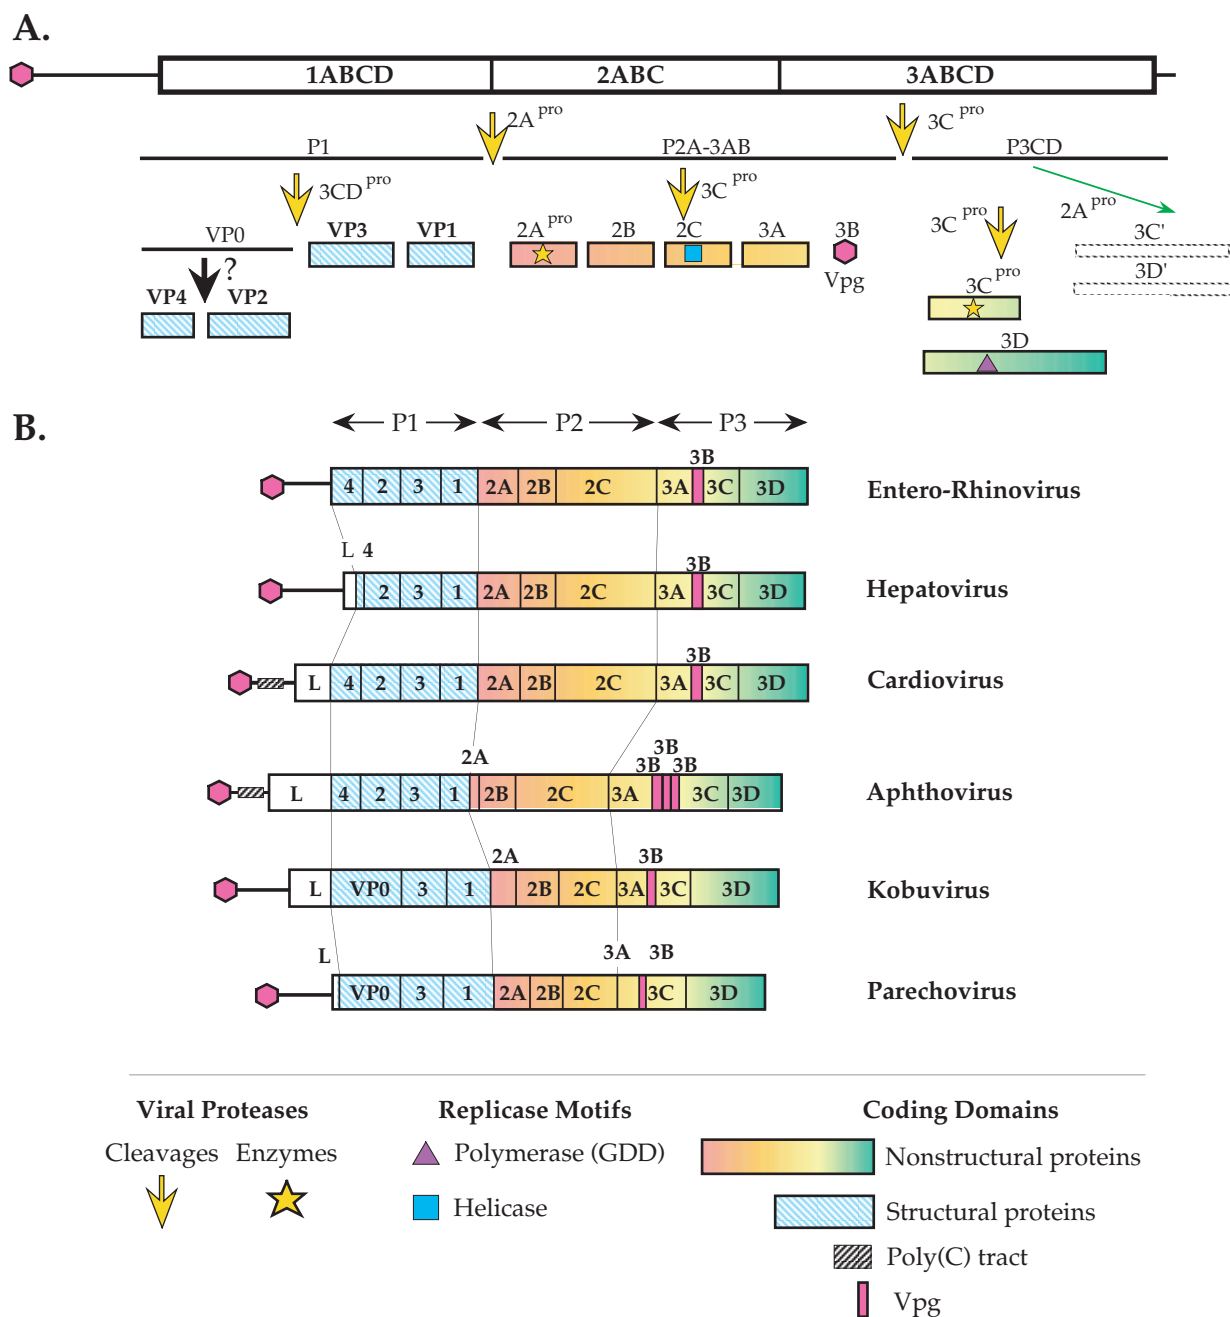 A.
1ABCD 2ABC 3ABCD
2A pro 3C pro
P1 P2A-3AB P3CD
3CD pro 3C pro
2A pro
VP0 VP3 VP1 2A pro 2B 2C 3A 3B 3C pro 3C'
? Vpg 3D'
VP4 VP2 3C pro
3D
B. P1 P2 P3
3B
4 2 3 1 2A 2B 2C 3A 3C 3D Entero-Rhinovirus
L 4 3B
2 3 1 2A 2B 2C 3A 3C 3D Hepatovirus
3B
L 4 2 3 1 2A 2B 2C 3A 3C 3D Cardiovirus
2A 3B 3B 3B
L 4 2 3 1 2B 2C 3A 3C 3D Aphthovirus
2A 3B
L VP0 3 1 2B 2C 3A 3C 3D Kobuvirus
L 3A 3B
VP0 3 1 2A 2B 2C 3C 3D Parechovirus
Viral Proteases Replicase Motifs Coding Domains
Cleavages Enzymes Polymerase (GDD) Nonstructural proteins
Helicase Structural proteins
Poly(C) tract
Vpg